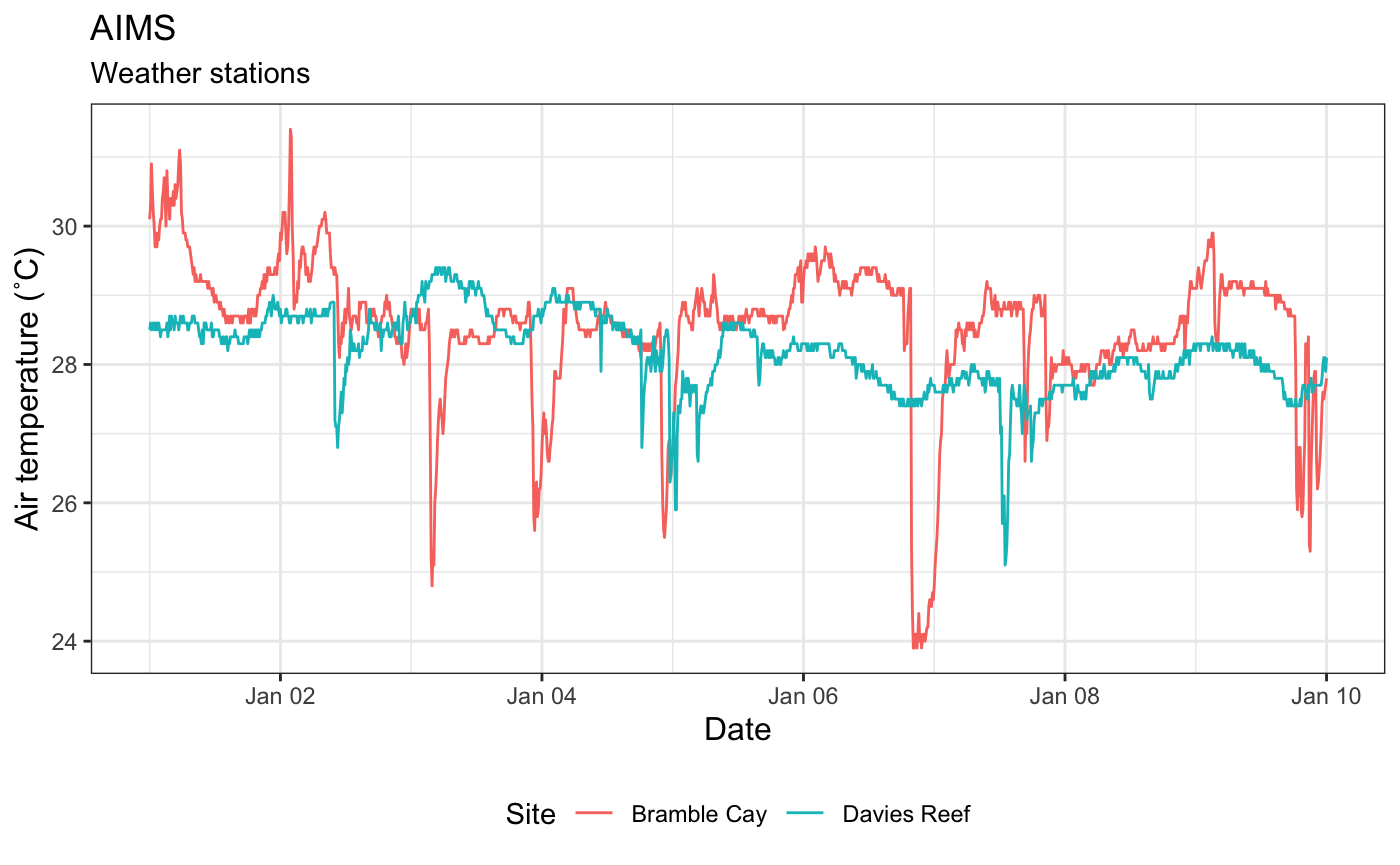 AIMS
Weather stations
Air temperature (˚C)
30
28
26
24
Jan 02 Jan 04 Jan 06 Jan 08 Jan 10
Date
Site Bramble Cay Davies Reef